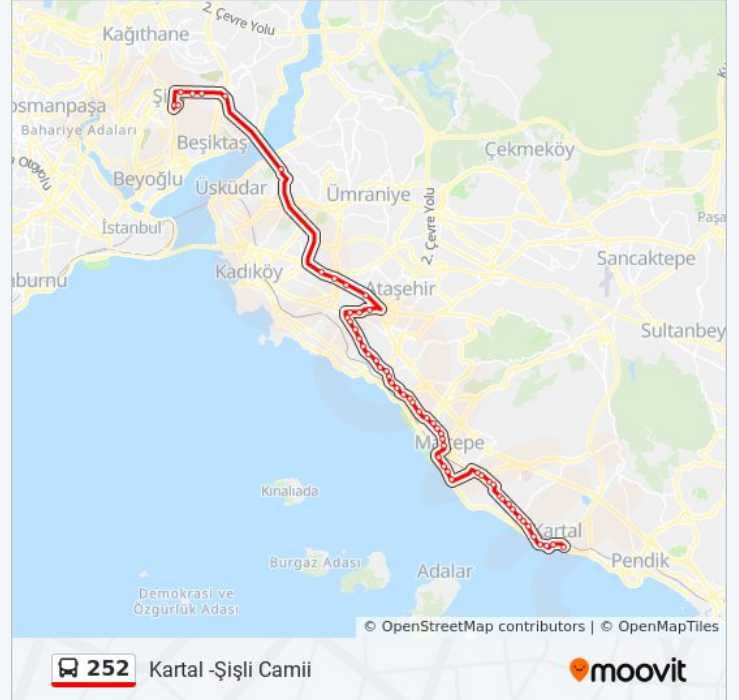 2. Çevre Yolu
Kağıthane
Şi
osmanpaşa
Bahariye Adaları
Beşiktaş
Çekmeköy
Beyoğlu
Üsküdar
Ümraniye
2. Çevre Yolu
Paşa
İstanbul
Sancaktepe
Kadıköy
ıburnu
Ataşehir
Sultanbey
Maltepe
Kınalıada
Kartal
Burgaz Adası
Adalar
Pendik
Demokrasi ve
Özgürlük Adası
© OpenStreetMap contributors | © OpenMapTiles
252 Kartal -Şişli Camii
moovit